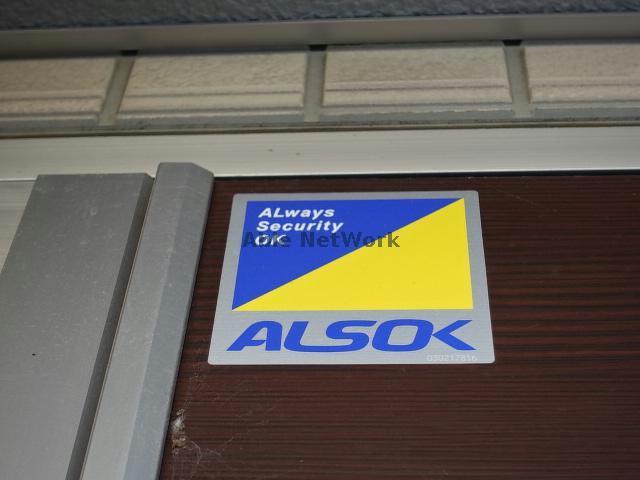 ALways
Security
OK
Able NetWork
ALSOK
030217816